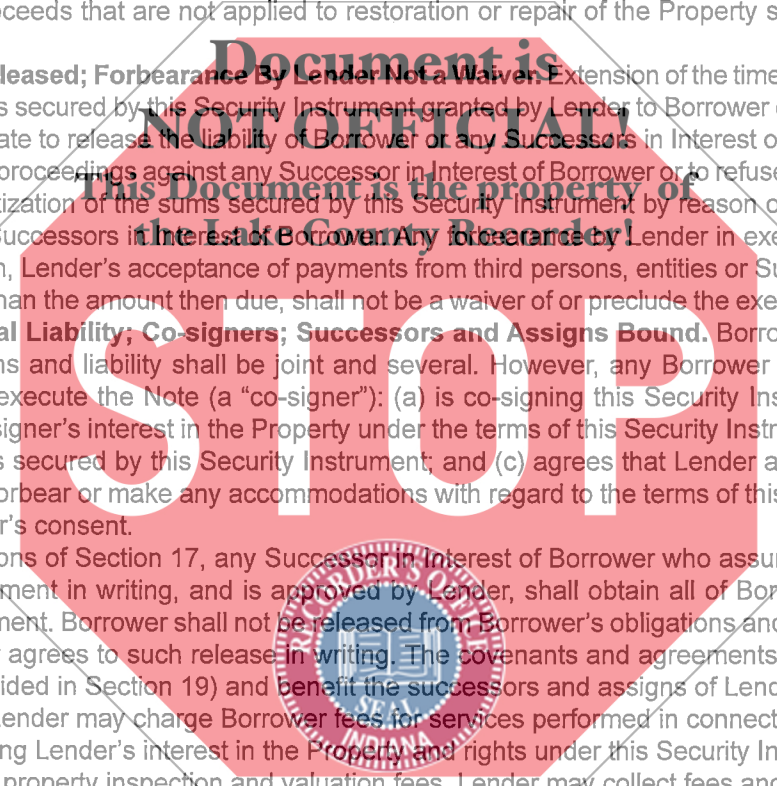 ceeds that are not applied to restoration or repair of the Property s
Document is
leased; Forbearance By Lender Not a Waiver. Extension of the time
s secured by this Security Instrument granted by Lender to Borrower
NOT OFFICIAL!
ate to release the liability of Borrower or any Successors in Interest o
proceedings against any Successor in Interest of Borrower or to refuse
This Document is the property of
ization of the sums secured by this Security Instrument by reason o
the Lake County Recorder!
Successors in Interest of Borrower. Any forbearance by Lender in exe
n, Lender's acceptance of payments from third persons, entities or Su
han the amount then due, shall not be a waiver of or preclude the exe
al Liability; Co-signers; Successors and Assigns Bound. Borro
ns and liability shall be joint and several. However, any Borrower
execute the Note (a “co-signer”): (a) is co-signing this Security Ins
signer's interest in the Property under the terms of this Security Instr
STOP
s secured by this Security Instrument; and (c) agrees that Lender a
orbear or make any accommodations with regard to the terms of this
r's consent.
ons of Section 17, any Successor in Interest of Borrower who assu
ment in writing, and is approved by Lender, shall obtain all of Bor
ment. Borrower shall not be released from Borrower's obligations and
agrees to such release in writing. The covenants and agreements
ided in Section 19) and benefit the successors and assigns of Lend
Lender may charge Borrower fees for services performed in connect
ing Lender's interest in the Property and rights under this Security In
property inspection and valuation fees. Lender may collect fees and
RECORDER'S OFFICE
SEAL
INDIANA